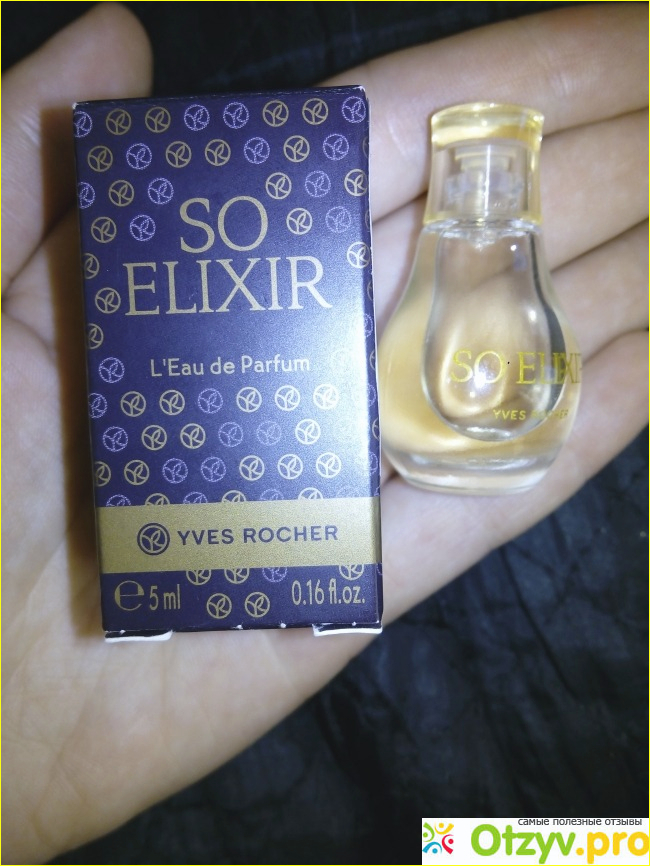 SO
ELIXIR
L'Eau de Parfum
YVES ROCHER
e 5 ml 0.16 fl.oz.
SO ELIXI
YVES ROCHER
самые полезные отзывы
Otzyv.pro